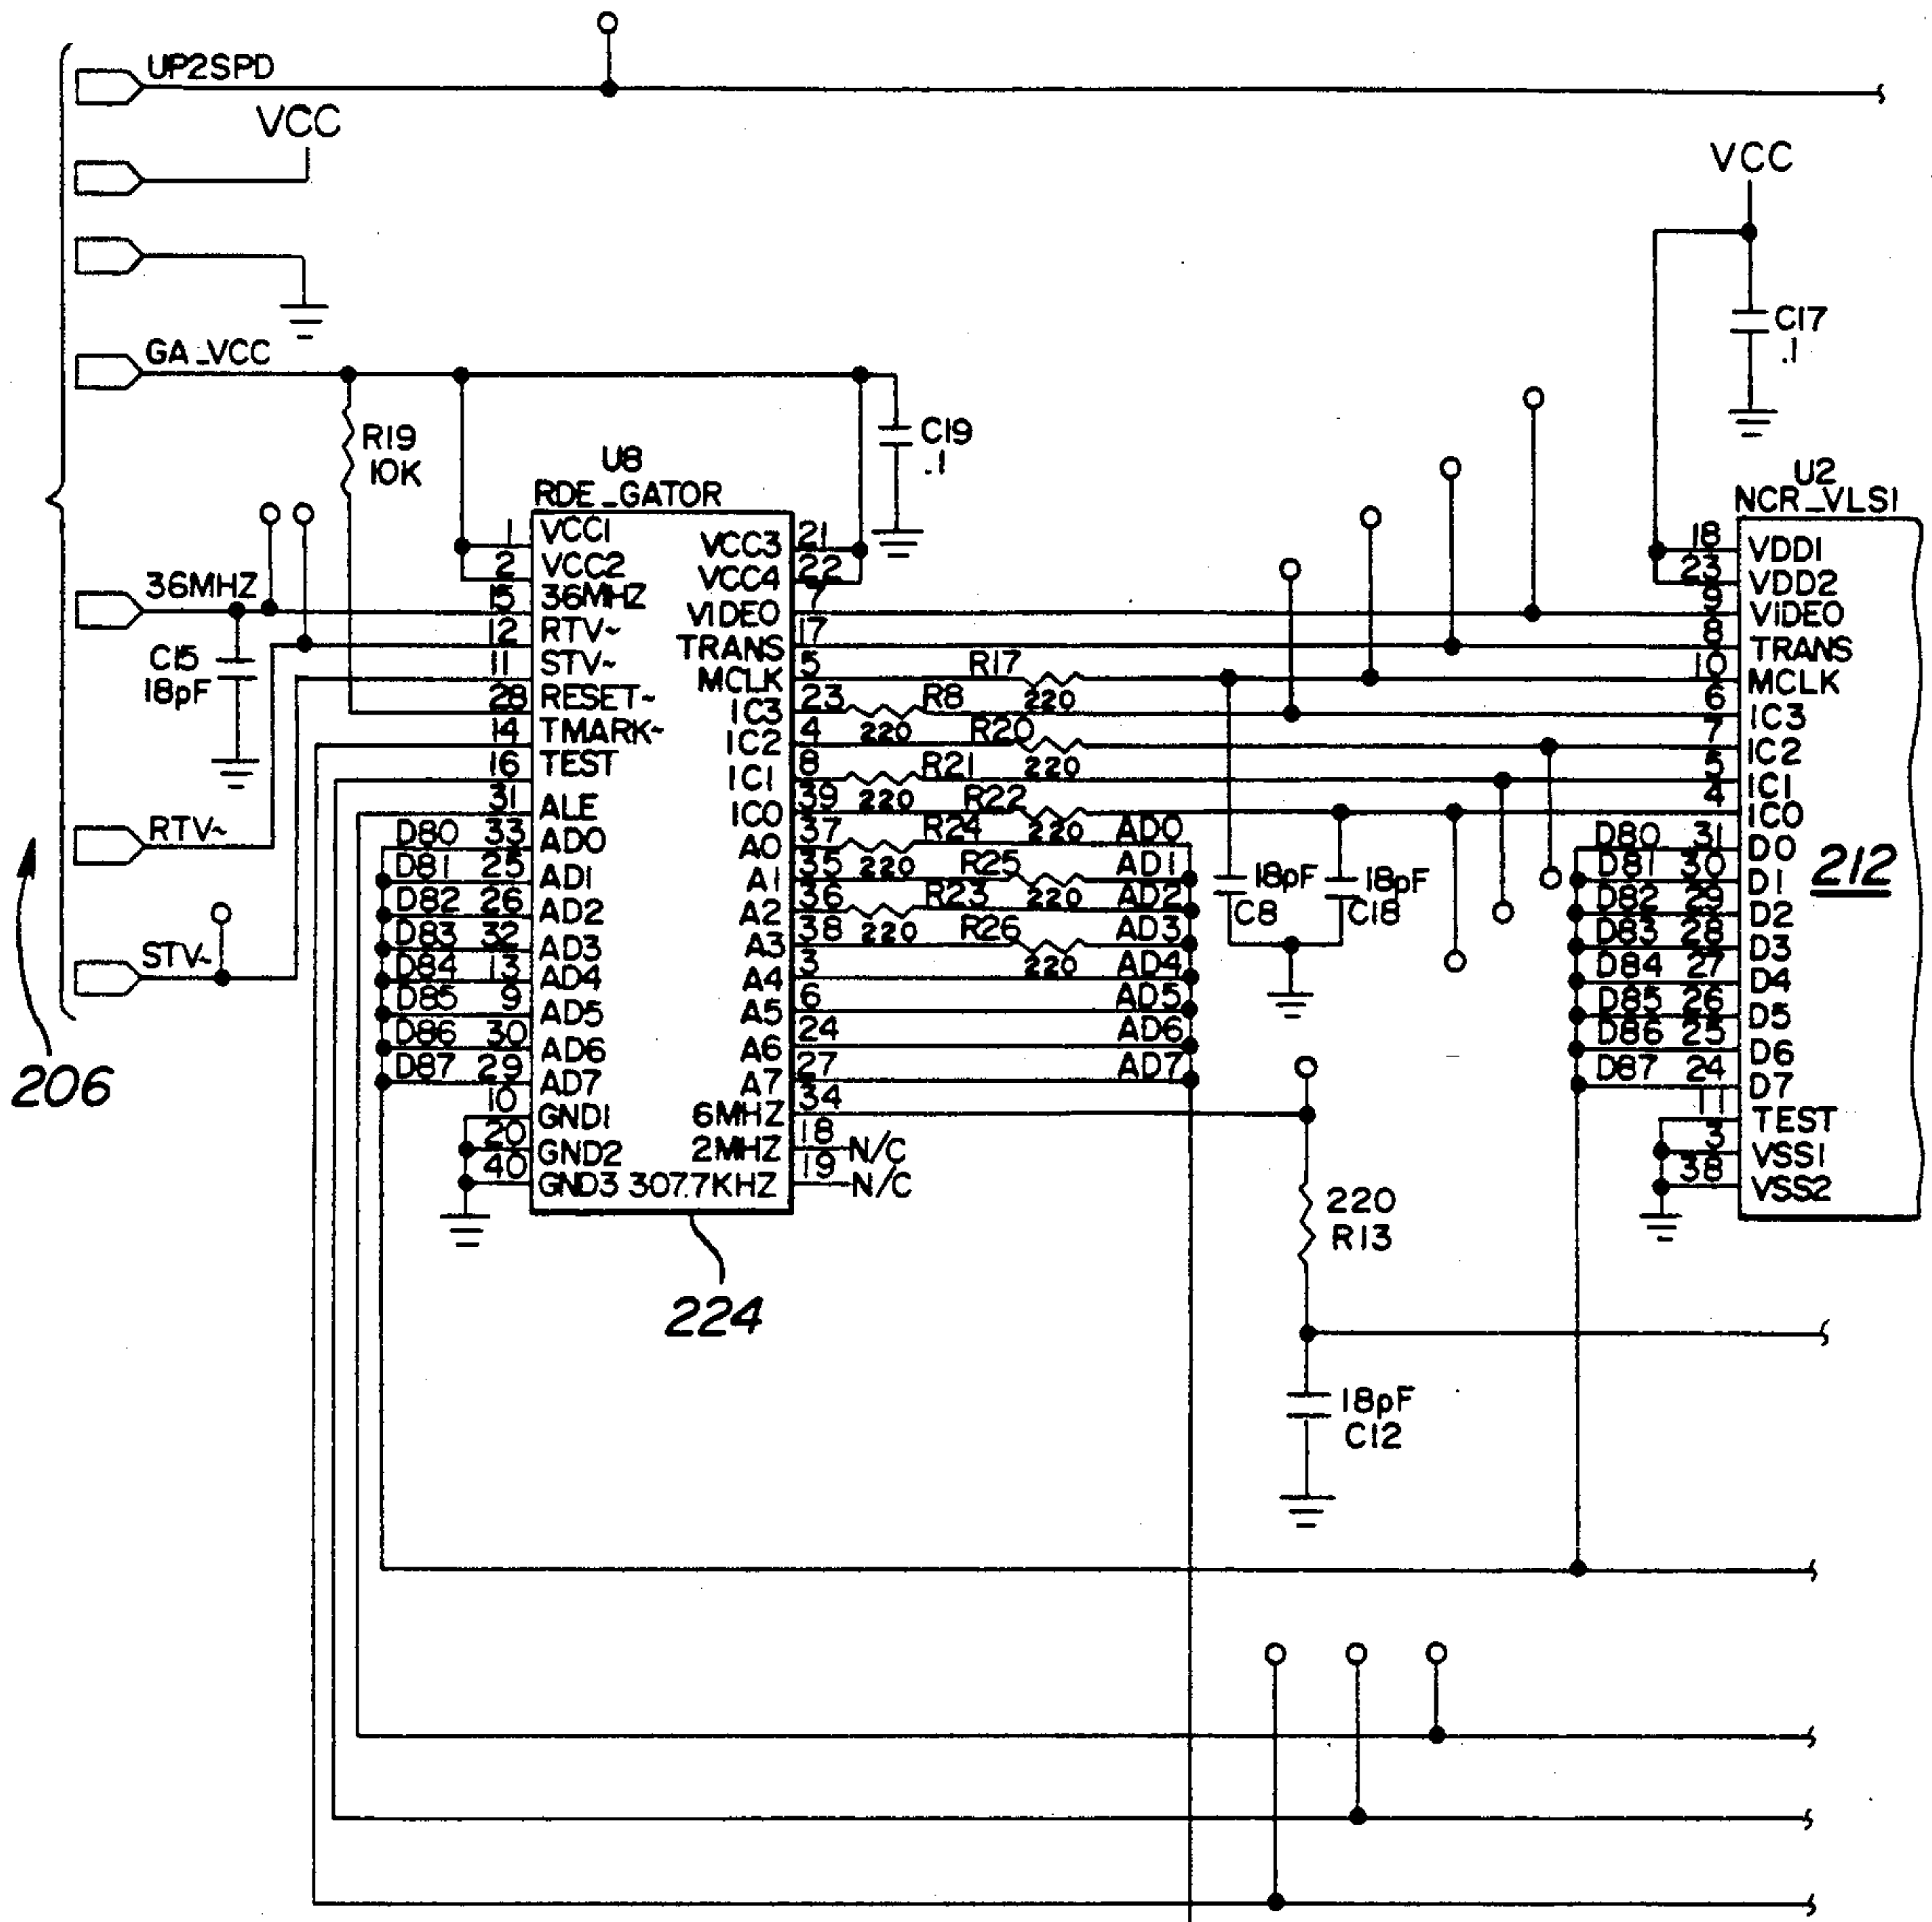 UP2SPD
VCC
GA_VCC
R19
10K
36MHZ
C15
18pF
RTV~
STV~
206
C19
.1
U8
RDE_GATOR
1 VCC1
2 VCC2
36MHZ
12 RTV~
11 STV~
28 RESET~
14 TMARK~
16 TEST
31 ALE
D80 33 AD0
D81 25 AD1
D82 26 AD2
D83 32 AD3
D84 13 AD4
D85 9 AD5
D86 30 AD6
D87 29 AD7
10 GND1
20 GND2
40 GND3
VCC3 21
VCC4 22
VIDEO 7
TRANS 17
MCLK 5 R17 220
IC3 23 R8 220
IC2 4 R20 220
IC1 8 R21 220
IC0 39 R22 220
A0 37 R24 220 AD0
A1 35 R25 220 AD1
A2 36 R23 220 AD2
A3 38 R26 220 AD3
A4 3 AD4
A5 6 AD5
A6 24 AD6
A7 27 AD7
6MHZ 34
2MHZ 18 N/C
307.7KHZ 19 N/C
224
18pF
C8
18pF
C18
220
R13
18pF
C12
VCC
C17
.1
U2
NCR_VLSI
18 VDD1
23 VDD2
9 VIDEO
8 TRANS
10 MCLK
6 IC3
7 IC2
5 IC1
4 IC0
D80 31 D0
D81 30 D1
D82 29 D2
D83 28 D3
D84 27 D4
D85 26 D5
D86 25 D6
D87 24 D7
11 TEST
3 VSS1
38 VSS2
212